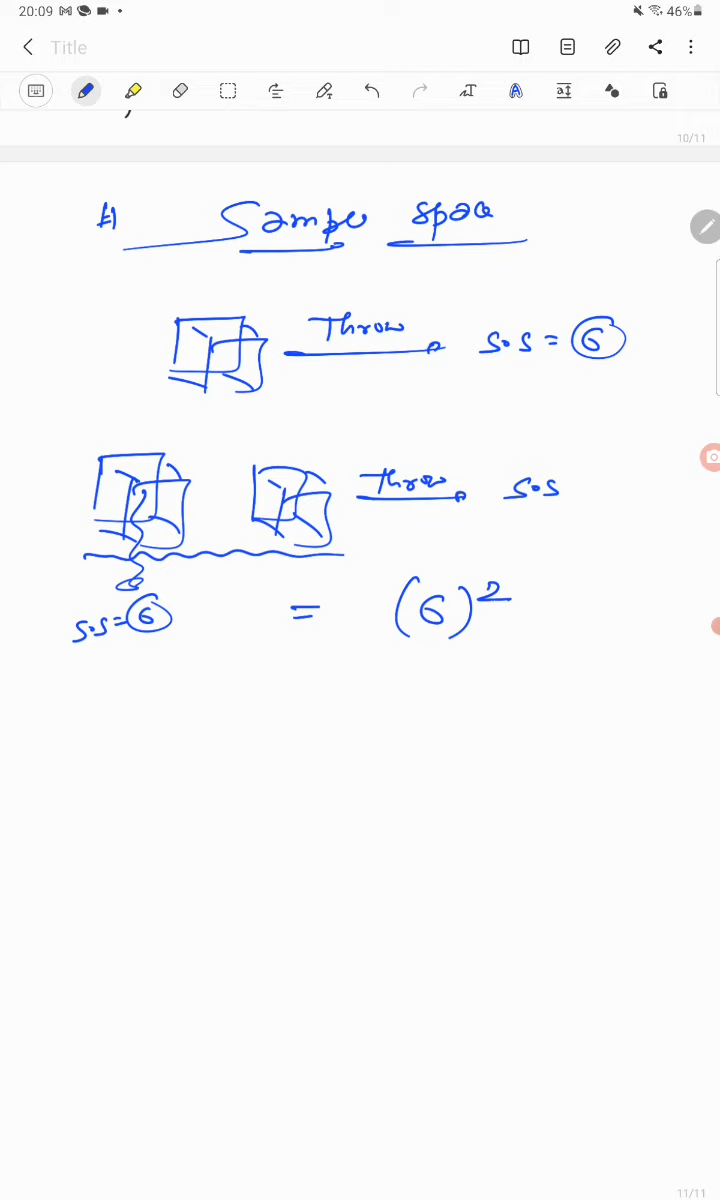 20:09 46%
Title
10/11
#) Sample space
Throw S.S = 6
Throw S.S
S.S = 6 = (6)²
11/11